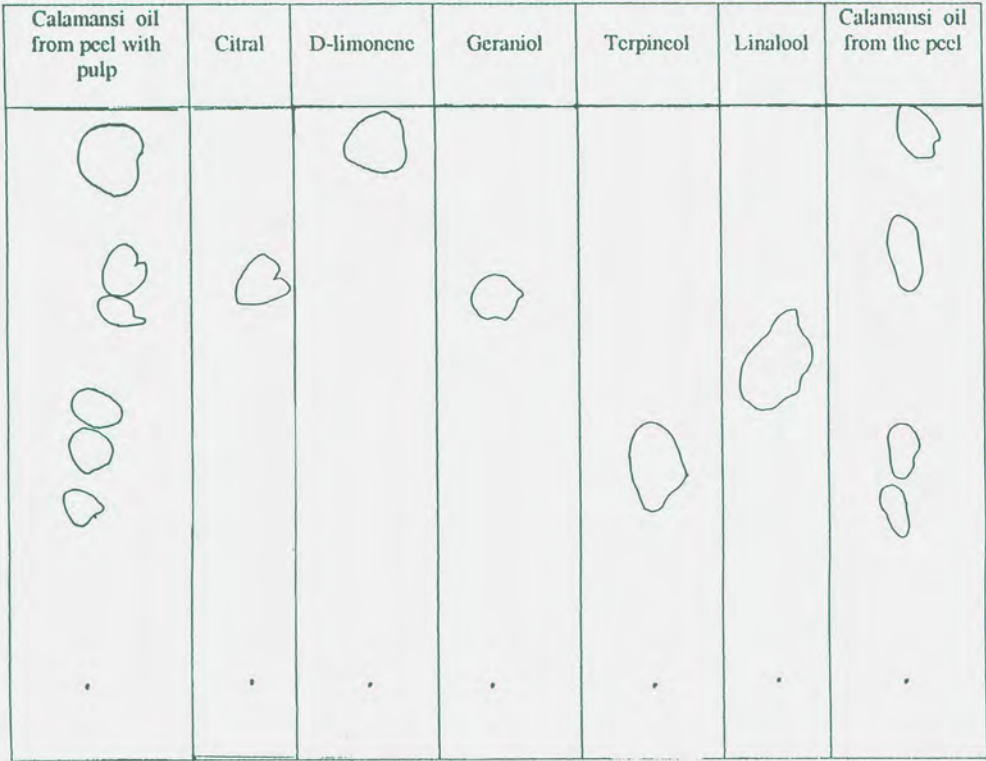 Calamansi oil
from peel with
pulp
Citral
D-limonene
Geraniol
Terpineol
Linalool
Calamansi oil
from the peel